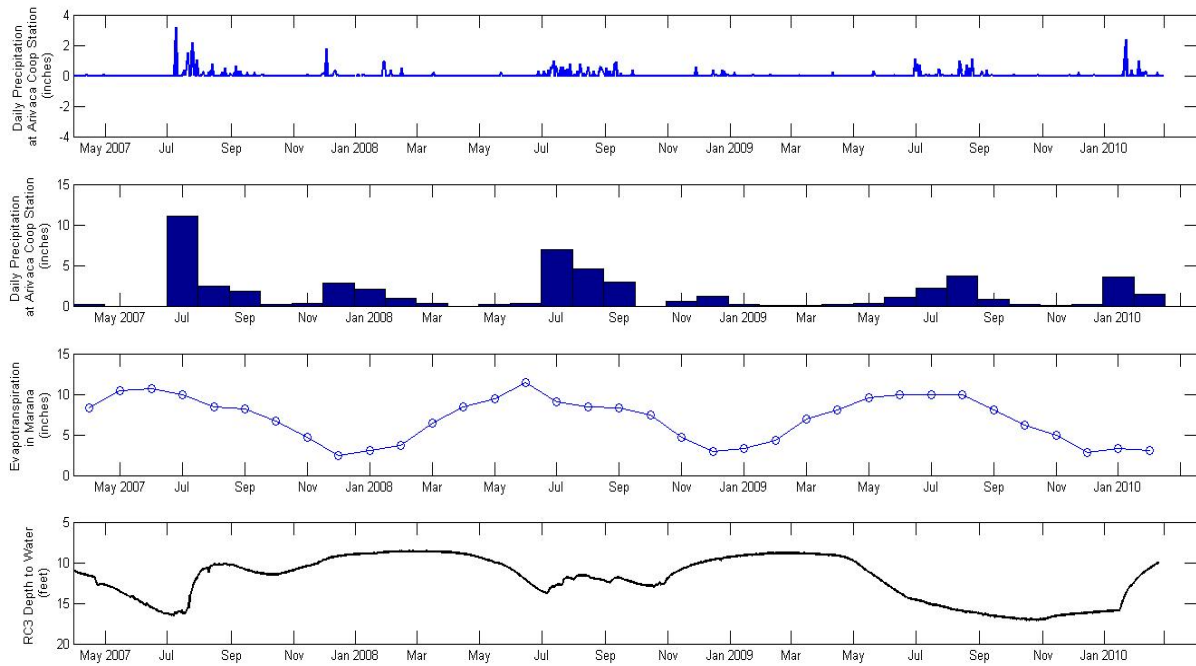 Daily Precipitation
at Arivaca Coop Station
(inches)
4
2
0
-2
-4
May 2007 Jul Sep Nov Jan 2008 Mar May Jul Sep Nov Jan 2009 Mar May Jul Sep Nov Jan 2010
Daily Precipitation
at Arivaca Coop Station
(inches)
15
10
5
0
May 2007 Jul Sep Nov Jan 2008 Mar May Jul Sep Nov Jan 2009 Mar May Jul Sep Nov Jan 2010
Evapotranspiration
in Marana
(inches)
15
10
5
0
May 2007 Jul Sep Nov Jan 2008 Mar May Jul Sep Nov Jan 2009 Mar May Jul Sep Nov Jan 2010
RC3 Depth to Water
(feet)
5
10
15
20
May 2007 Jul Sep Nov Jan 2008 Mar May Jul Sep Nov Jan 2009 Mar May Jul Sep Nov Jan 2010